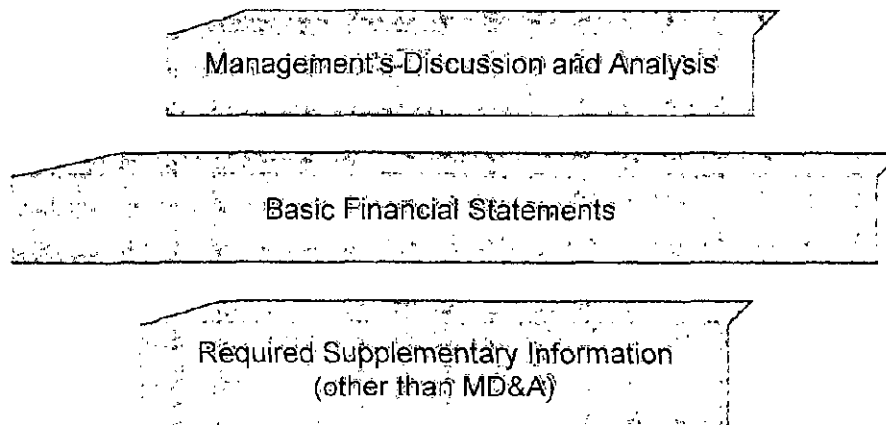 Management's Discussion and Analysis
Basic Financial Statements
Required Supplementary Information
(other than MD&A)